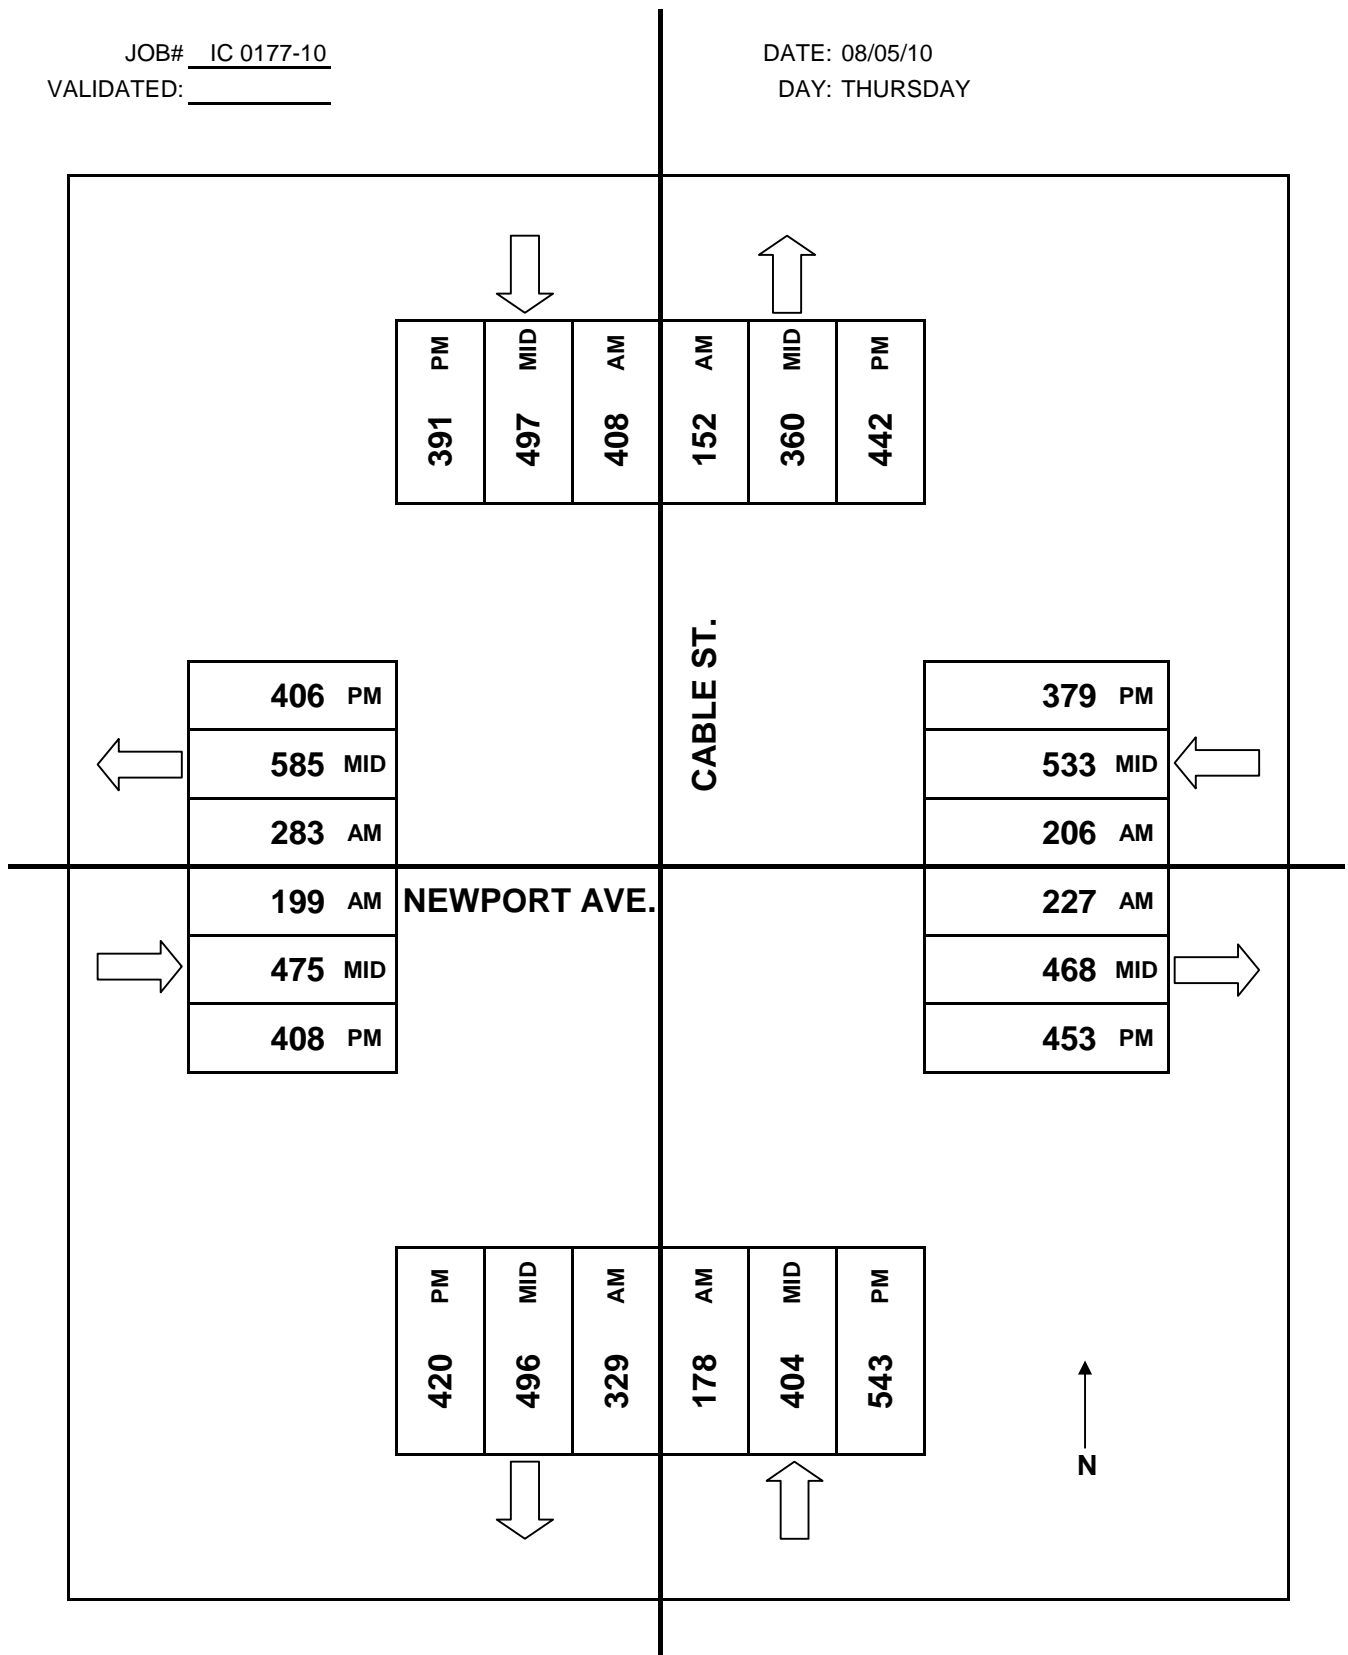 JOB# IC 0177-10
VALIDATED:
DATE: 08/05/10
DAY: THURSDAY
PM MID AM AM MID PM
391 497 408 152 360 442
CABLE ST.
406 PM
585 MID
283 AM
199 AM
475 MID
408 PM
NEWPORT AVE.
379 PM
533 MID
206 AM
227 AM
468 MID
453 PM
PM MID AM AM MID PM
420 496 329 178 404 543
N